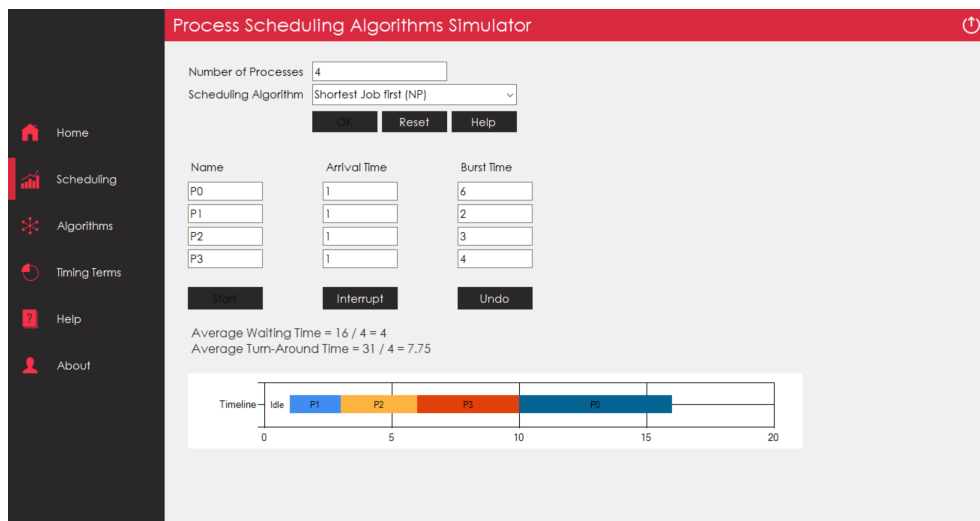 Process Scheduling Algorithms Simulator
Home
Scheduling
Algorithms
Timing Terms
Help
About
Number of Processes 4
Scheduling Algorithm Shortest Job first (NP)
OK Reset Help
Name Arrival Time Burst Time
P0 1 6
P1 1 2
P2 1 3
P3 1 4
Start Interrupt Undo
Average Waiting Time = 16 / 4 = 4
Average Turn-Around Time = 31 / 4 = 7.75
Timeline Idle P1 P2 P3 P0
0 5 10 15 20